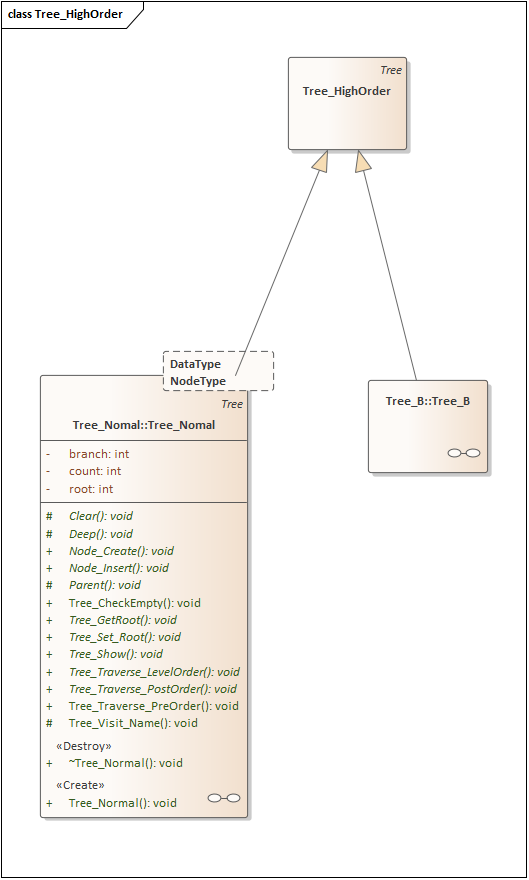 class Tree_HighOrder
Tree
Tree_HighOrder
DataType
NodeType
Tree
Tree_Nomal::Tree_Nomal
- branch: int
- count: int
- root: int
# Clear(): void
# Deep(): void
+ Node_Create(): void
+ Node_Insert(): void
# Parent(): void
+ Tree_CheckEmpty(): void
+ Tree_GetRoot(): void
+ Tree_Set_Root(): void
+ Tree_Show(): void
+ Tree_Traverse_LevelOrder(): void
+ Tree_Traverse_PostOrder(): void
+ Tree_Traverse_PreOrder(): void
# Tree_Visit_Name(): void
«Destroy»
+ ~Tree_Normal(): void
«Create»
+ Tree_Normal(): void
Tree_B::Tree_B